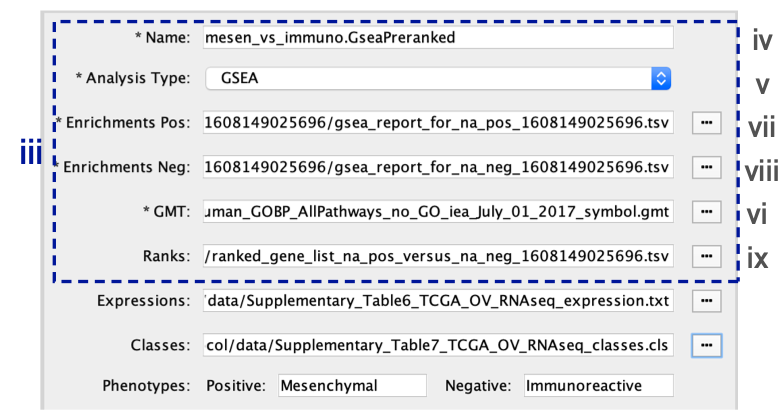 * Name: mesen_vs_immuno.GseaPreranked iv
* Analysis Type: GSEA v
* Enrichments Pos: 1608149025696/gsea_report_for_na_pos_1608149025696.tsv ••• vii
iii
* Enrichments Neg: 1608149025696/gsea_report_for_na_neg_1608149025696.tsv ••• viii
* GMT: uman_GOBP_AllPathways_no_GO_iea_July_01_2017_symbol.gmt ••• vi
Ranks: /ranked_gene_list_na_pos_versus_na_neg_1608149025696.tsv ••• ix
Expressions: data/Supplementary_Table6_TCGA_OV_RNAseq_expression.txt •••
Classes: col/data/Supplementary_Table7_TCGA_OV_RNAseq_classes.cls •••
Phenotypes: Positive: Mesenchymal Negative: Immunoreactive